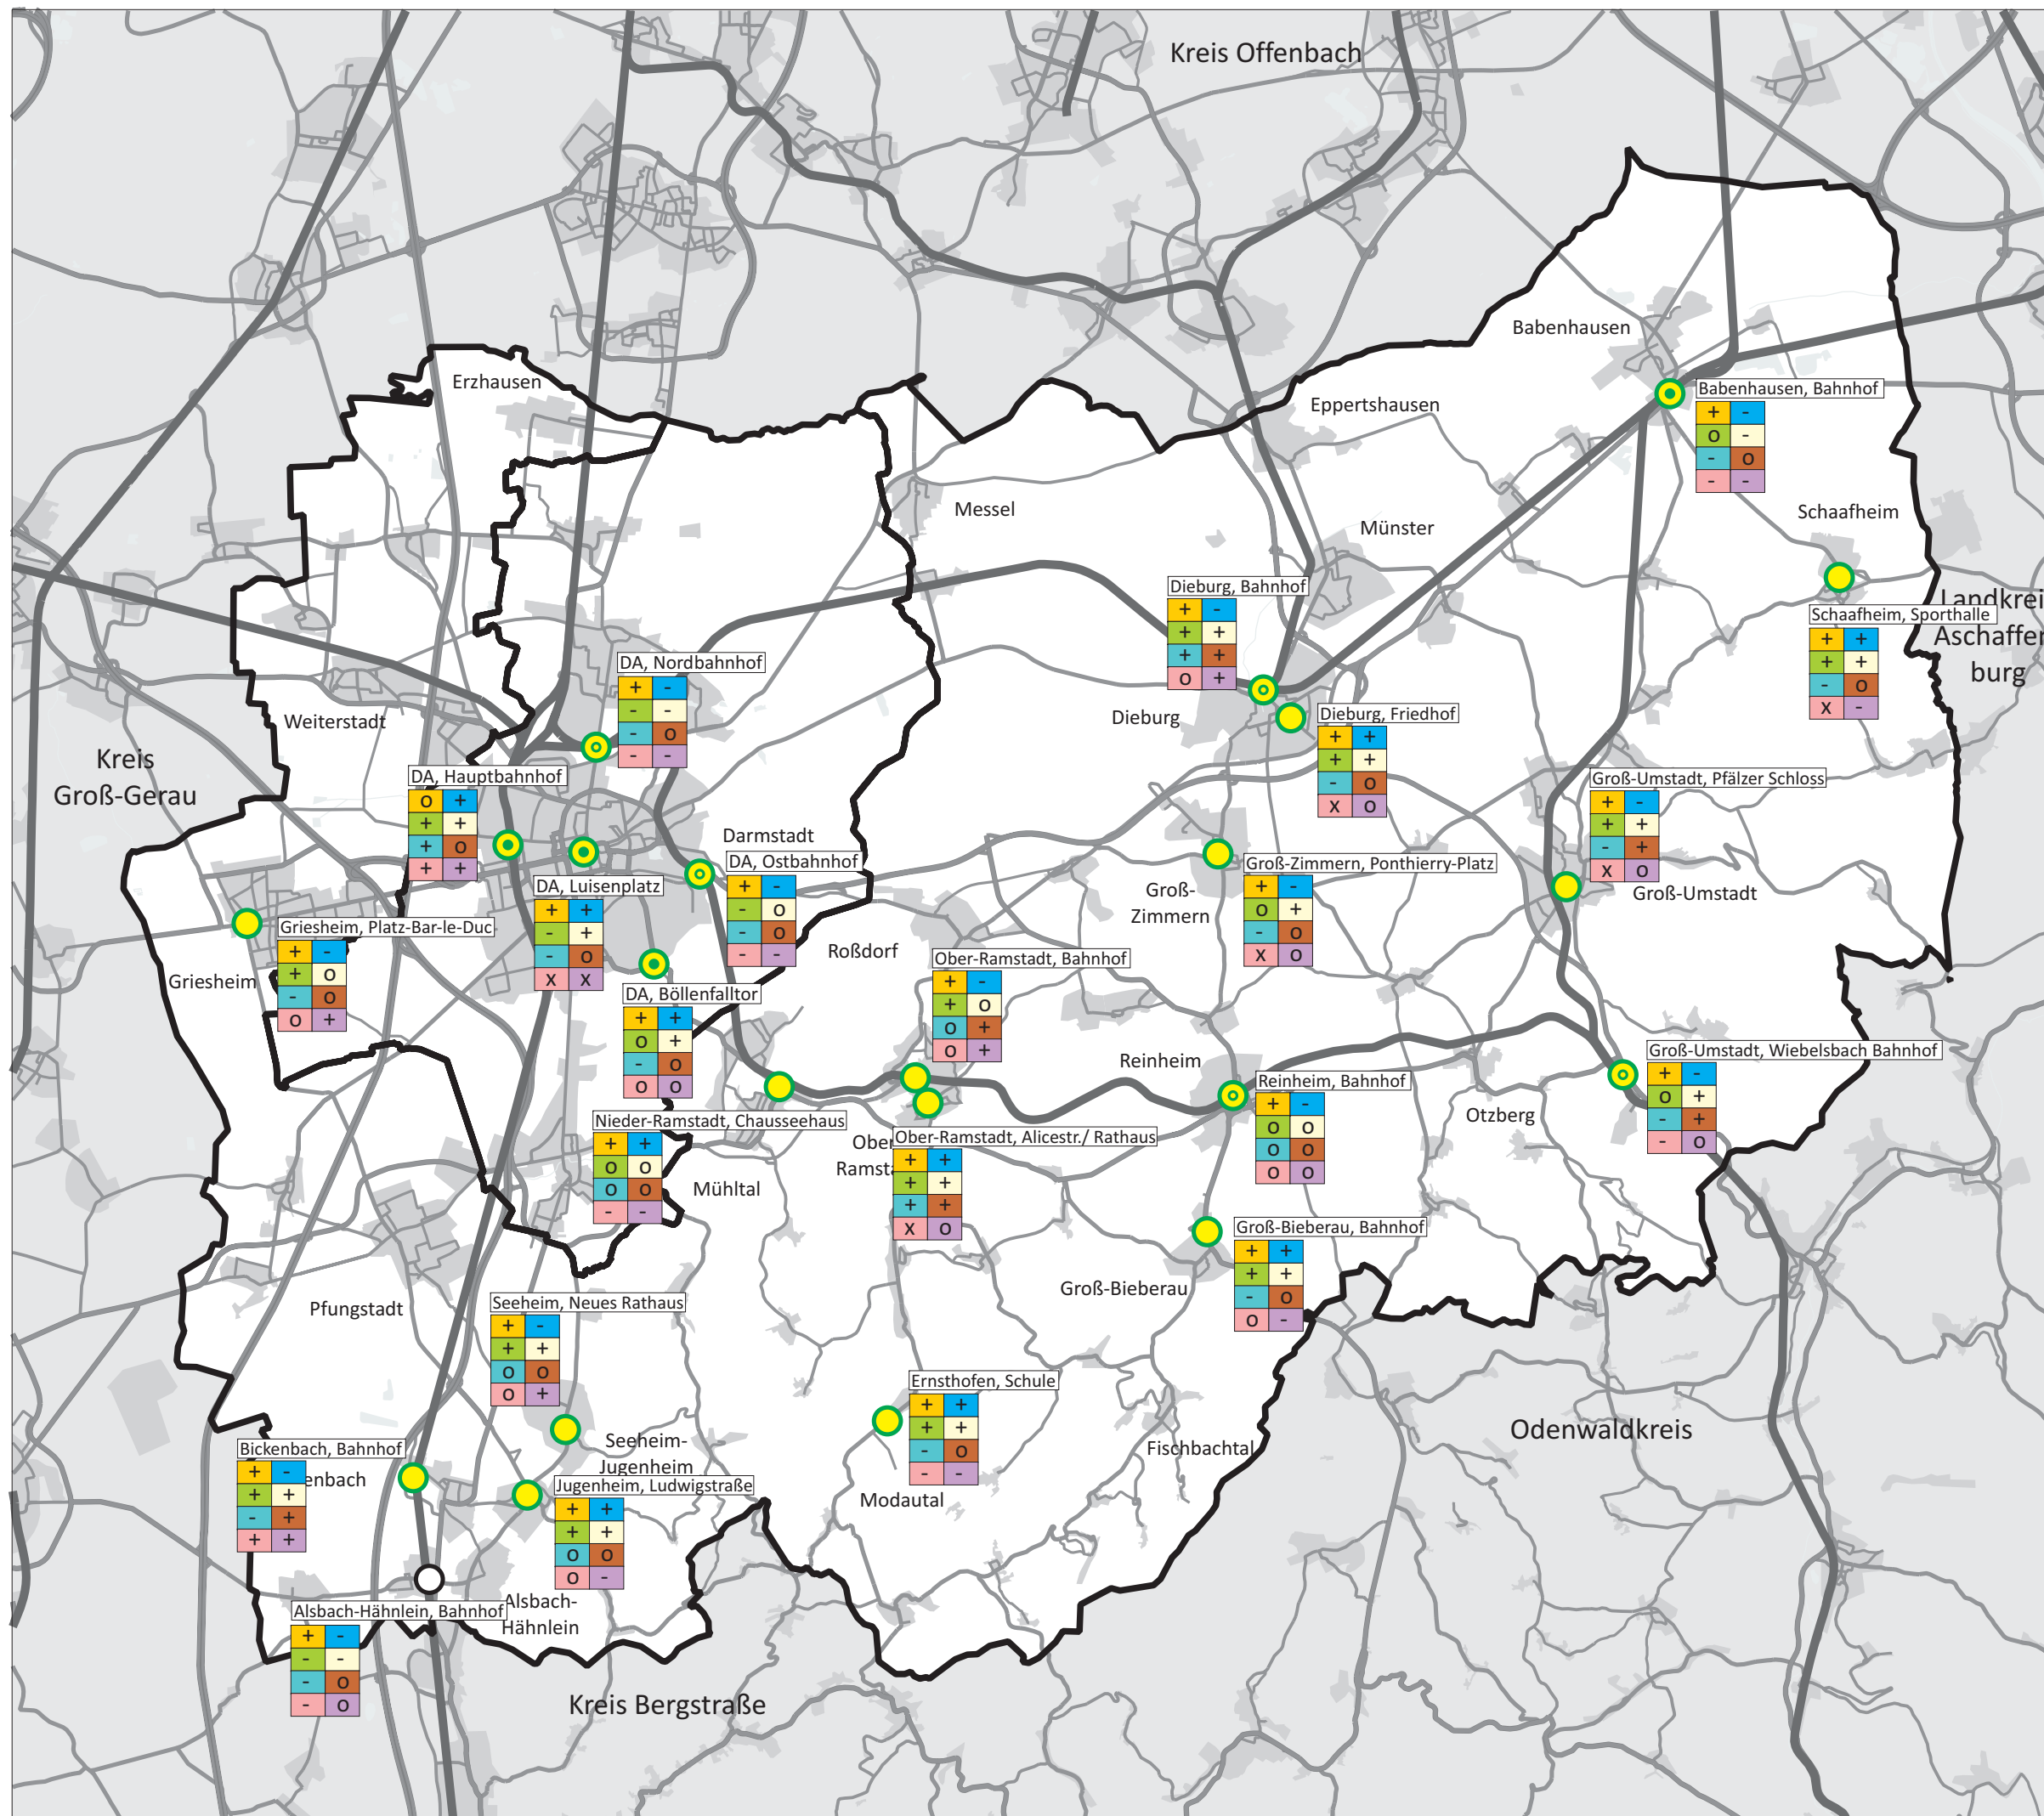 Kreis Offenbach
Babenhausen
Erzhausen
Babenhausen, Bahnhof
+ -
o -
- o
- -
Eppertshausen
Messel
Schaafheim
Münster
Dieburg, Bahnhof
+ -
+ +
+ +
o +
Landkrei
Aschaffen
burg
Schaafheim, Sporthalle
+ +
+ +
- o
x -
DA, Nordbahnhof
+ -
- -
- o
- -
Weiterstadt
Dieburg
Dieburg, Friedhof
+ +
+ +
- o
x o
Kreis
Groß-Gerau
DA, Hauptbahnhof
o +
+ +
+ o
+ +
Groß-Umstadt, Pfälzer Schloss
+ -
+ +
- +
x o
Groß-Umstadt
Darmstadt
DA, Ostbahnhof
+ -
- o
- o
- -
Groß-Zimmern, Ponthierry-Platz
+ -
o +
- o
x o
Groß-
Zimmern
DA, Luisenplatz
+ +
- +
- o
x x
Griesheim, Platz-Bar-le-Duc
+ -
+ o
- o
o +
Griesheim
Roßdorf
Ober-Ramstadt, Bahnhof
+ -
+ o
o +
o +
DA, Böllenfalltor
+ +
o +
- o
o o
Reinheim
Groß-Umstadt, Wiebelsbach Bahnhof
+ -
o +
- +
- o
Reinheim, Bahnhof
+ -
o o
o o
o o
Otzberg
Nieder-Ramstadt, Chausseehaus
+ +
o o
o o
- -
Ober
Ramsta
Ober-Ramstadt, Alicestr./ Rathaus
+ +
+ +
+ +
x o
Mühltal
Groß-Bieberau, Bahnhof
+ +
+ +
- o
o -
Groß-Bieberau
Pfungstadt
Seeheim, Neues Rathaus
+ -
+ +
o o
o +
Ernsthofen, Schule
+ +
+ +
- o
- -
Odenwaldkreis
Fischbachtal
Seeheim-
Jugenheim
Bickenbach, Bahnhof
+ -
+ +
- +
+ +
enbach
Jugenheim, Ludwigstraße
+ +
+ +
o o
o -
Modautal
Alsbach-
Hähnlein
Alsbach-Hähnlein, Bahnhof
+ -
- -
- o
- o
Kreis Bergstraße